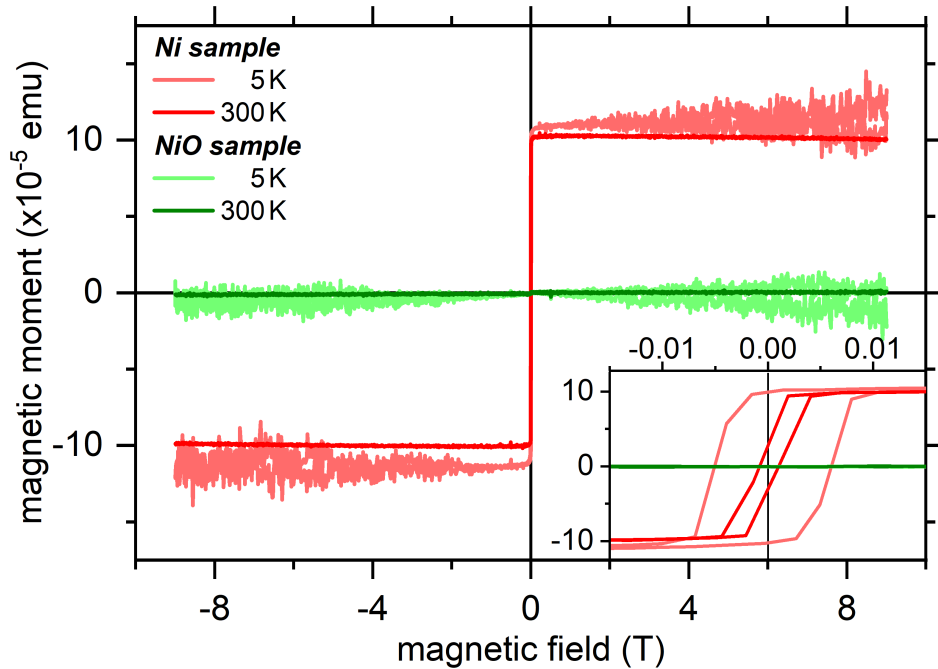 Ni sample
5 K
300 K
NiO sample
5 K
300 K
magnetic moment (x10⁻⁵ emu)
10
0
-10
-0.01 0.00 0.01
10
0
-10
-8 -4 0 4 8
magnetic field (T)